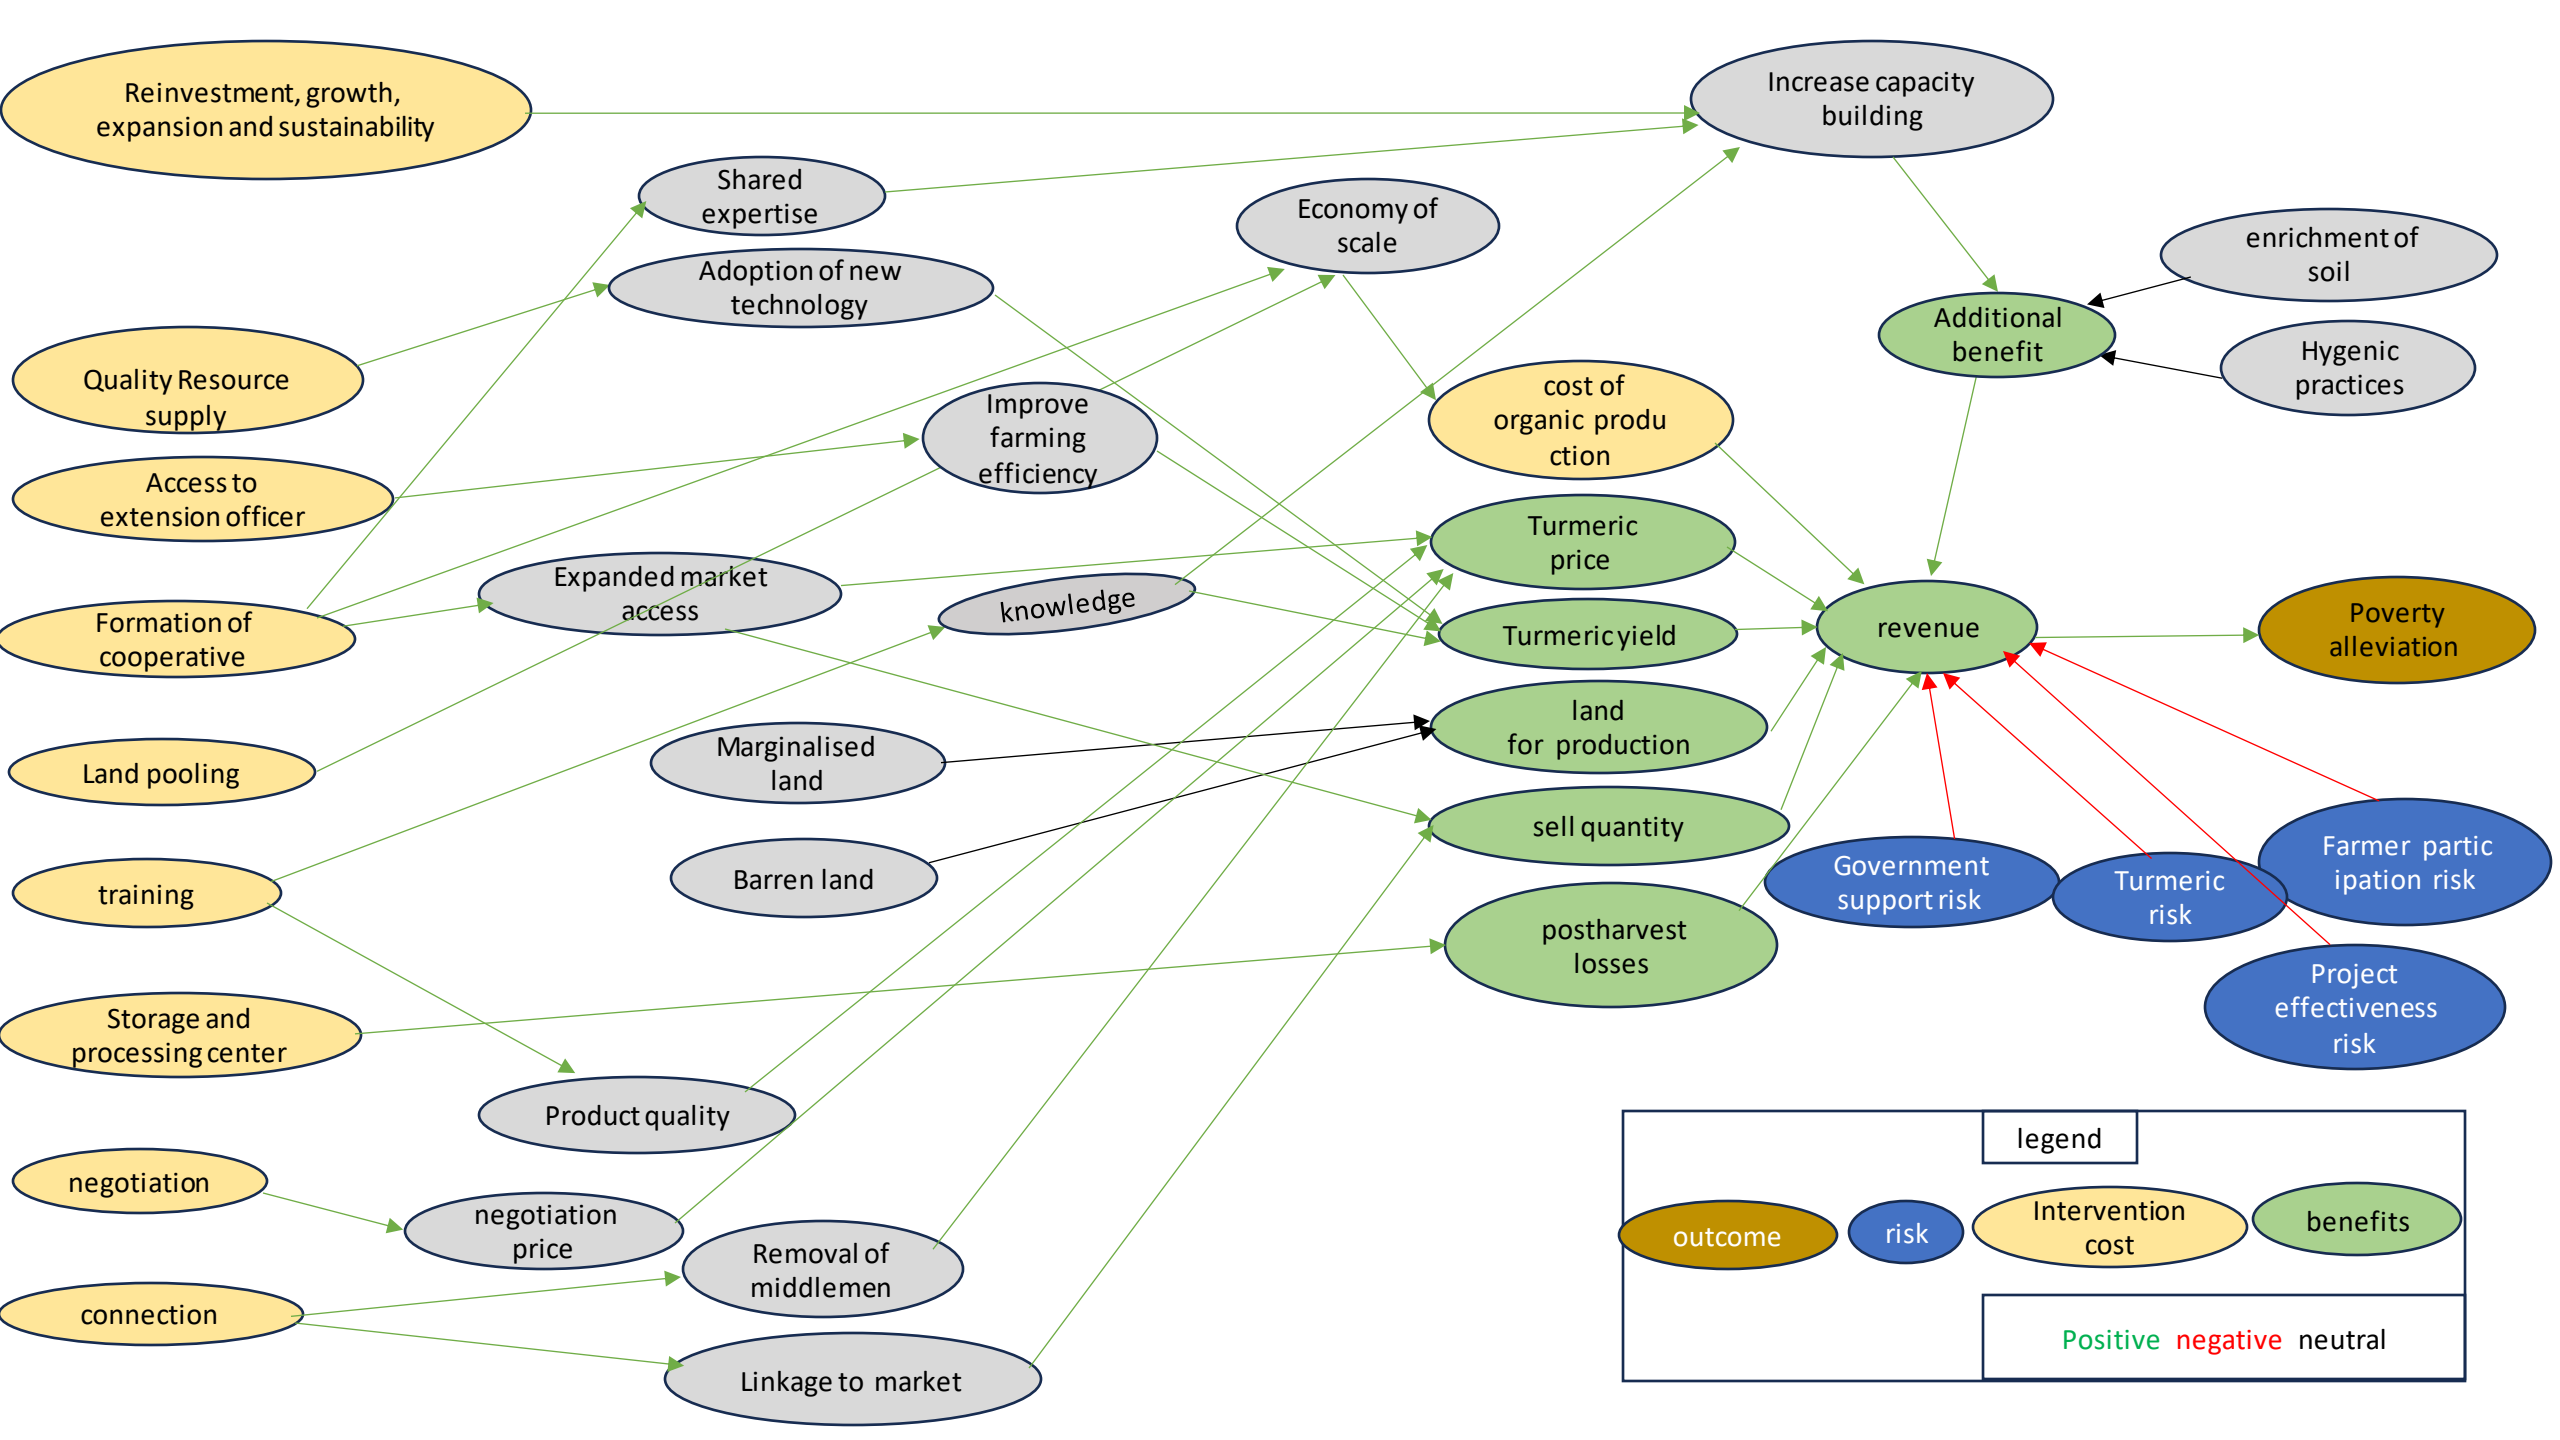 Reinvestment, growth,
expansion and sustainability
Increase capacity
building
Shared
expertise
Economy of
scale
enrichment of
soil
Adoption of new
technology
Additional
benefit
Hygenic
practices
Quality Resource
supply
cost of
organic produ
ction
Improve
farming
efficiency
Access to
extension officer
Turmeric
price
Expanded market
access
knowledge
Formation of
cooperative
Turmeric yield
revenue
Poverty
alleviation
land
for production
Marginalised
land
Land pooling
sell quantity
Barren land
training
Government
support risk
Turmeric
risk
Farmer partic
ipation risk
postharvest
losses
Storage and
processing center
Project
effectiveness
risk
Product quality
negotiation
negotiation
price
Removal of
middlemen
connection
Linkage to market
legend
outcome
risk
Intervention
cost
benefits
Positive negative neutral